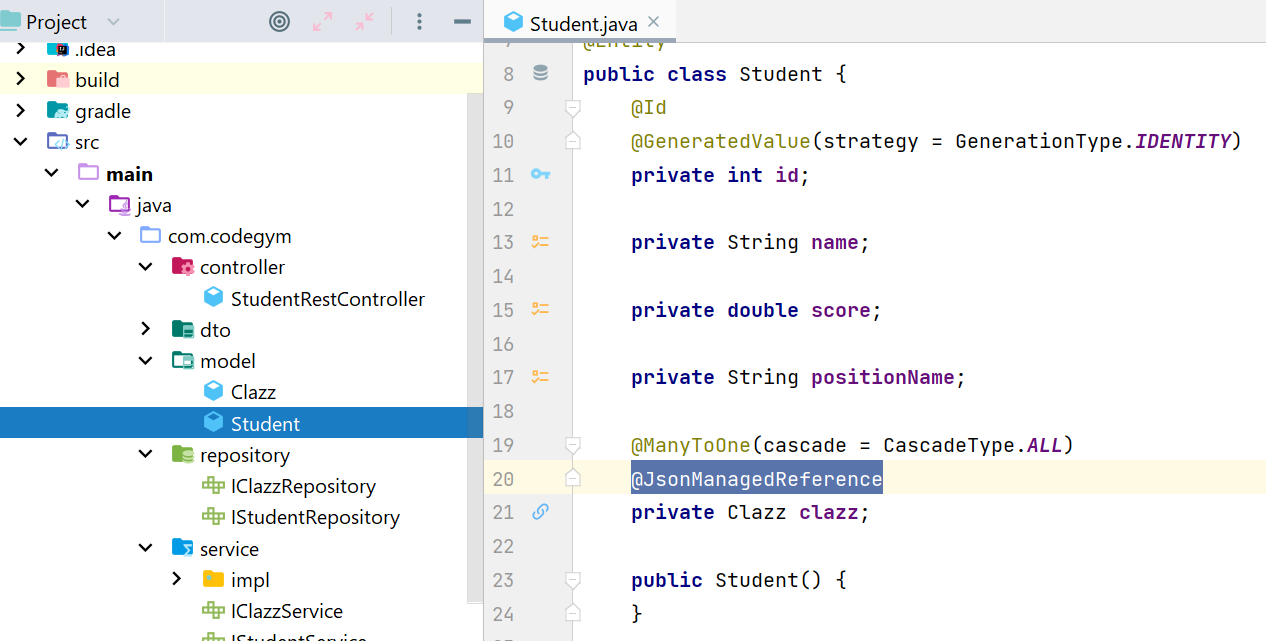 Project
.idea
build
gradle
src
main
java
com.codegym
controller
StudentRestController
dto
model
Clazz
Student
repository
IClazzRepository
IStudentRepository
service
impl
IClazzService
IStudentService
Student.java
@Entity
8 public class Student {
9 @Id
10 @GeneratedValue(strategy = GenerationType.IDENTITY)
11 private int id;
12
13 private String name;
14
15 private double score;
16
17 private String positionName;
18
19 @ManyToOne(cascade = CascadeType.ALL)
20 @JsonManagedReference
21 private Clazz clazz;
22
23 public Student() {
24 }